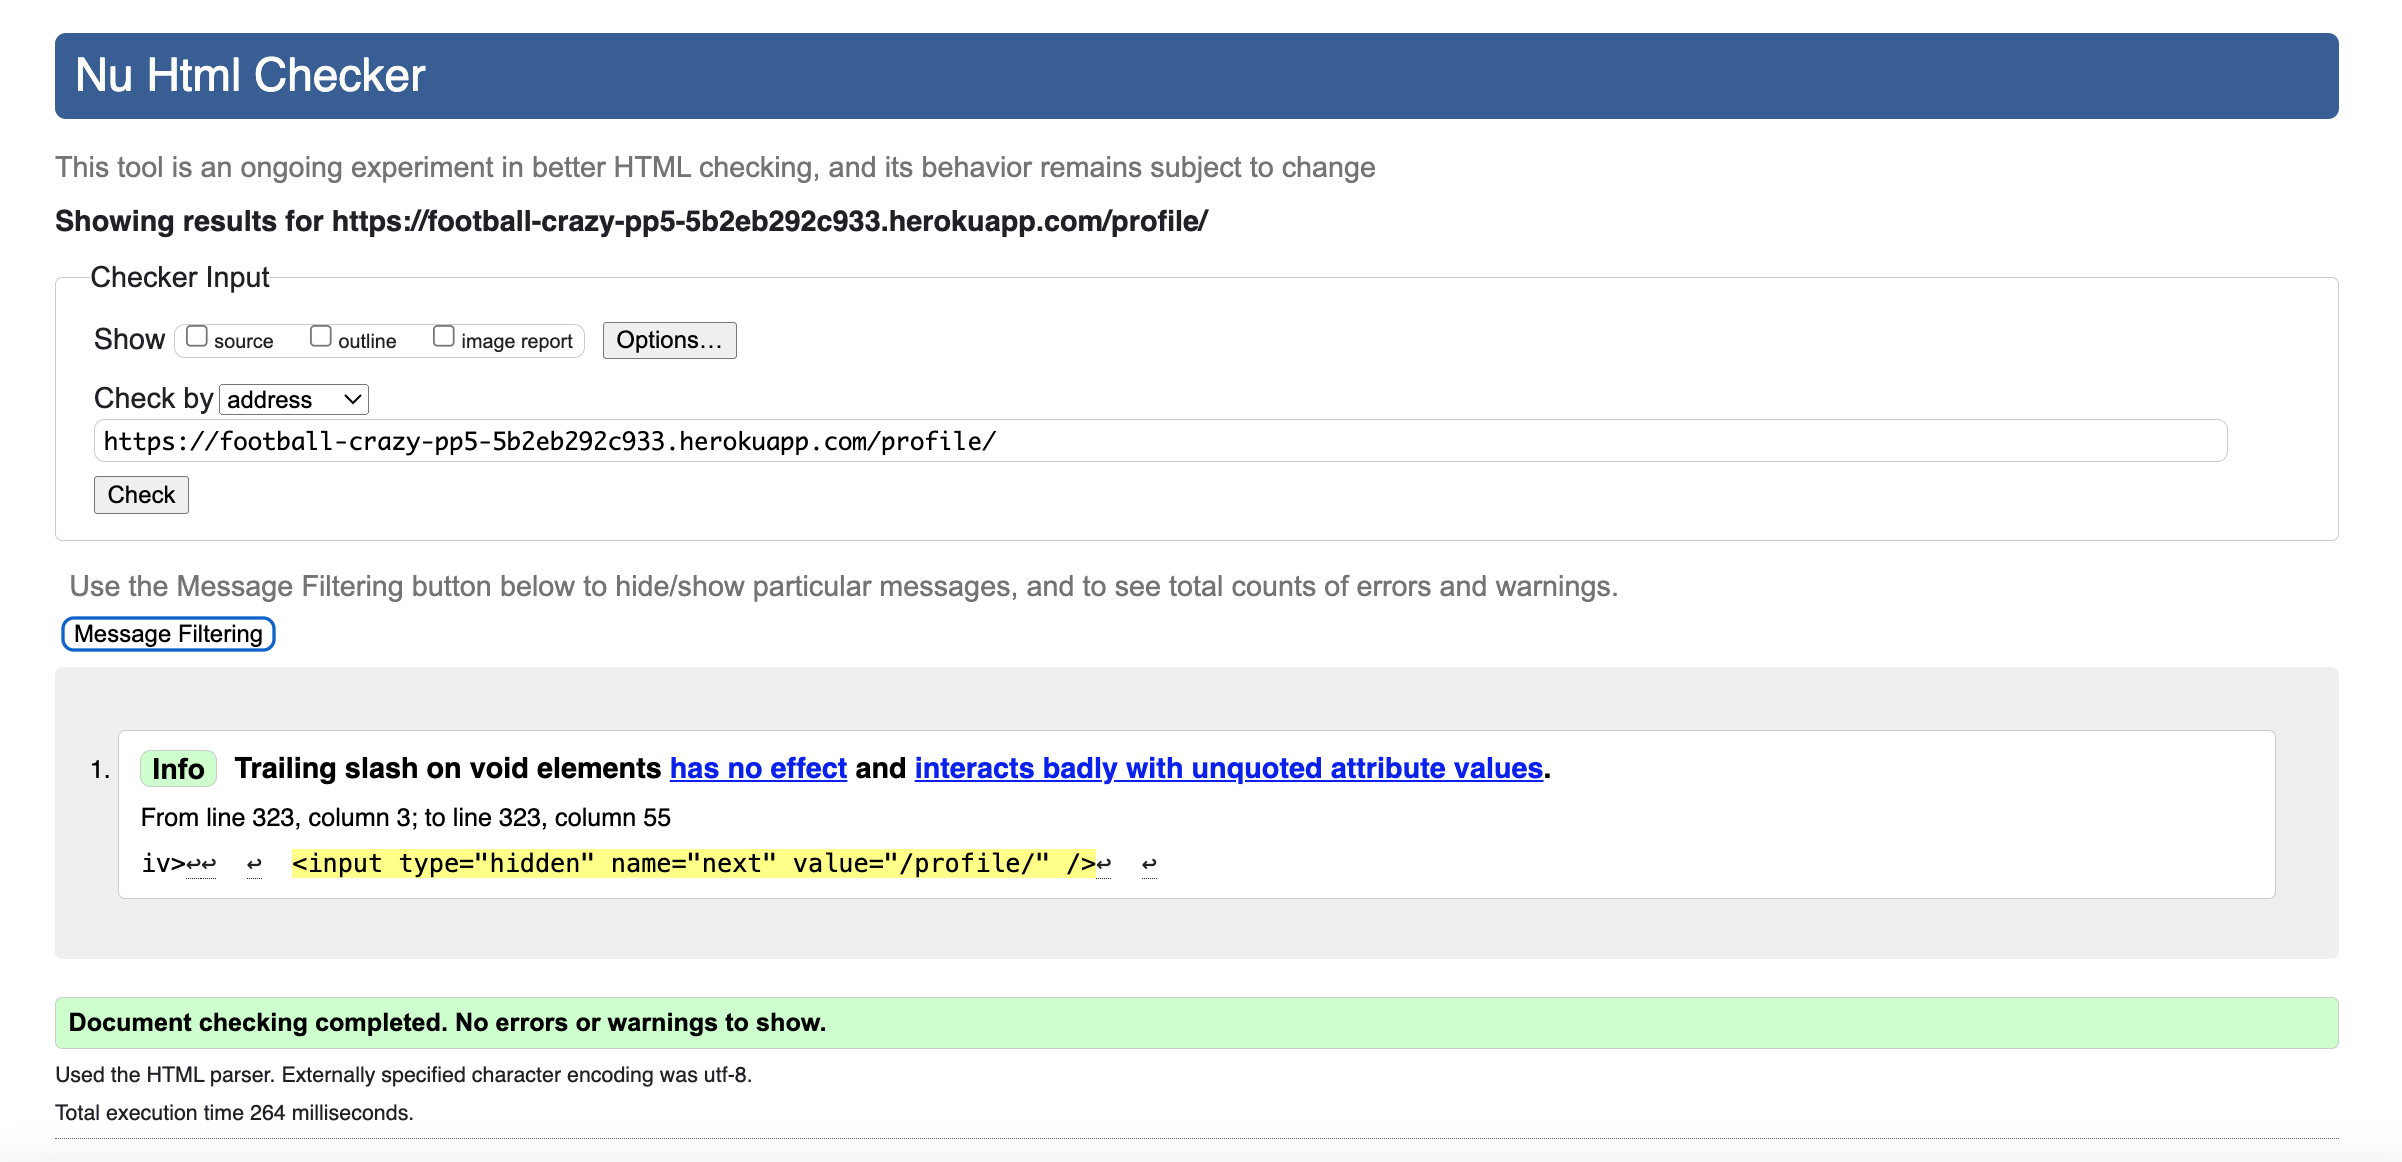 Nu Html Checker
This tool is an ongoing experiment in better HTML checking, and its behavior remains subject to change
Showing results for https://football-crazy-pp5-5b2eb292c933.herokuapp.com/profile/
Checker Input
Show source outline image report Options...
Check by address
https://football-crazy-pp5-5b2eb292c933.herokuapp.com/profile/
Check
Use the Message Filtering button below to hide/show particular messages, and to see total counts of errors and warnings.
Message Filtering
1. Info Trailing slash on void elements has no effect and interacts badly with unquoted attribute values.
From line 323, column 3; to line 323, column 55
iv>↩↩ ↩ <input type="hidden" name="next" value="/profile/" />↩ ↩
Document checking completed. No errors or warnings to show.
Used the HTML parser. Externally specified character encoding was utf-8.
Total execution time 264 milliseconds.